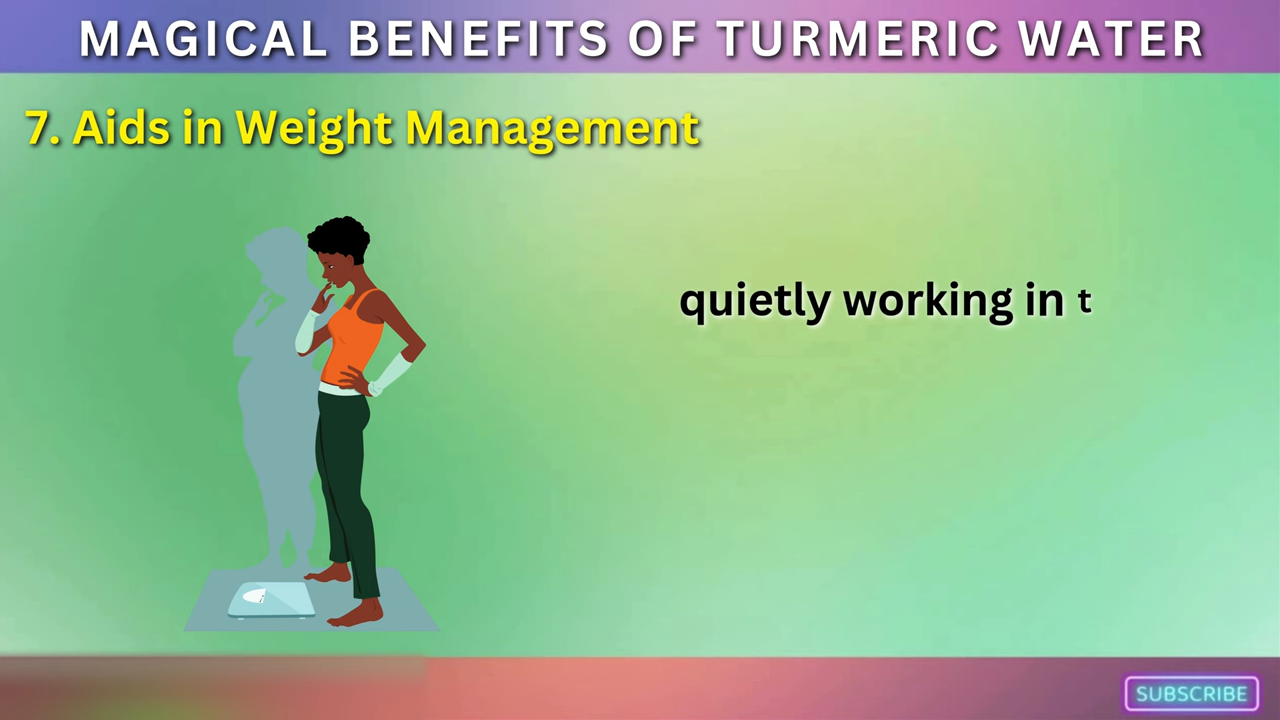 MAGICAL BENEFITS OF TURMERIC WATER
7. Aids in Weight Management
quietly working in t
SUBSCRIBE